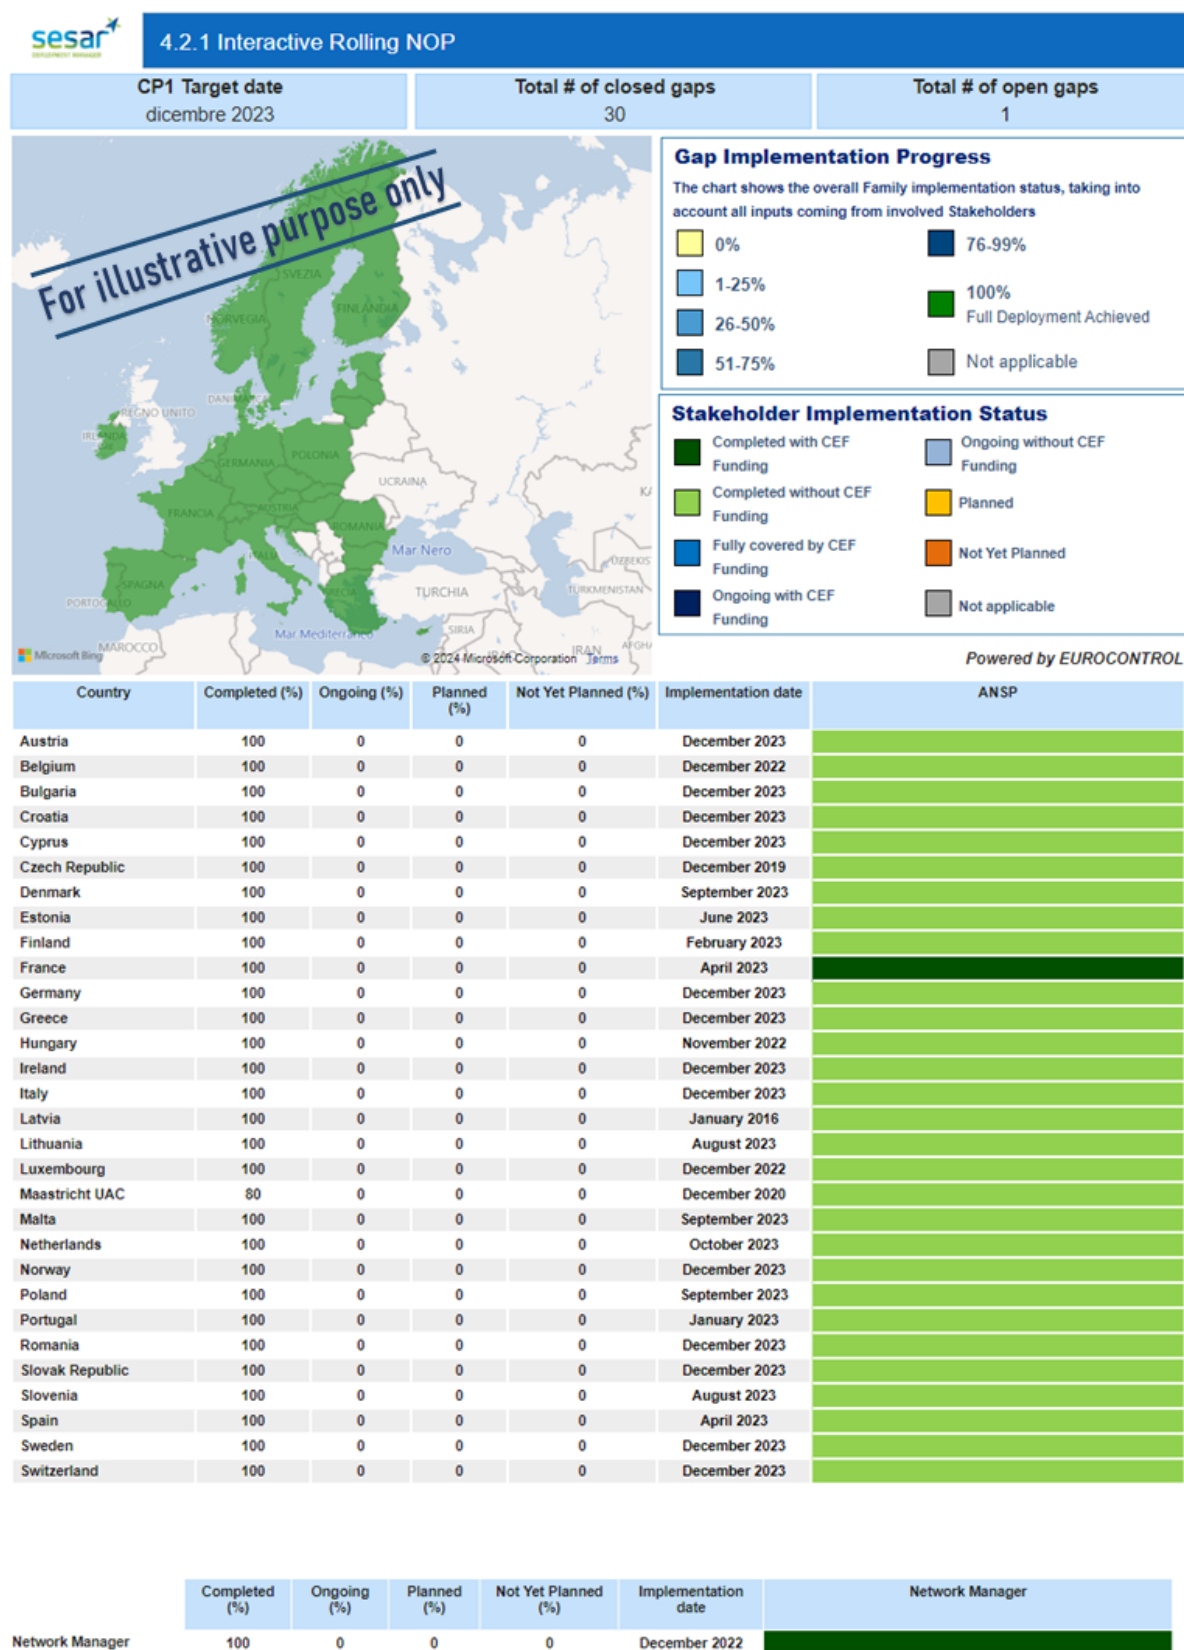 sesar
DEPLOYMENT MANAGER
4.2.1 Interactive Rolling NOP
CP1 Target date
dicembre 2023
Total # of closed gaps
30
Total # of open gaps
1
For illustrative purpose only
SVEZIA
FINLANDIA
NORVEGIA
DANIMARCA
REGNO UNITO
IRLANDA
GERMANIA
POLONIA
UCRAINA
KA
FRANCIA
AUSTRIA
ROMANIA
ITALIA
Mar Nero
UZBEKIS
SPAGNA
PORTOGALLO
GRECIA
TURCHIA
TURKMENISTAN
Mar Mediterraneo
SIRIA
MAROCCO
IRAQ
IRAN
AFGHA
Microsoft Bing
© 2024 Microsoft Corporation Terms
Gap Implementation Progress
The chart shows the overall Family implementation status, taking into
account all inputs coming from involved Stakeholders
0%
76-99%
1-25%
100%
Full Deployment Achieved
26-50%
51-75%
Not applicable
Stakeholder Implementation Status
Completed with CEF
Funding
Ongoing without CEF
Funding
Completed without CEF
Funding
Planned
Fully covered by CEF
Funding
Not Yet Planned
Ongoing with CEF
Funding
Not applicable
Powered by EUROCONTROL
Country Completed (%) Ongoing (%) Planned (%) Not Yet Planned (%) Implementation date ANSP
Austria 100 0 0 0 December 2023
Belgium 100 0 0 0 December 2022
Bulgaria 100 0 0 0 December 2023
Croatia 100 0 0 0 December 2023
Cyprus 100 0 0 0 December 2023
Czech Republic 100 0 0 0 December 2019
Denmark 100 0 0 0 September 2023
Estonia 100 0 0 0 June 2023
Finland 100 0 0 0 February 2023
France 100 0 0 0 April 2023
Germany 100 0 0 0 December 2023
Greece 100 0 0 0 December 2023
Hungary 100 0 0 0 November 2022
Ireland 100 0 0 0 December 2023
Italy 100 0 0 0 December 2023
Latvia 100 0 0 0 January 2016
Lithuania 100 0 0 0 August 2023
Luxembourg 100 0 0 0 December 2022
Maastricht UAC 80 0 0 0 December 2020
Malta 100 0 0 0 September 2023
Netherlands 100 0 0 0 October 2023
Norway 100 0 0 0 December 2023
Poland 100 0 0 0 September 2023
Portugal 100 0 0 0 January 2023
Romania 100 0 0 0 December 2023
Slovak Republic 100 0 0 0 December 2023
Slovenia 100 0 0 0 August 2023
Spain 100 0 0 0 April 2023
Sweden 100 0 0 0 December 2023
Switzerland 100 0 0 0 December 2023
Completed (%) Ongoing (%) Planned (%) Not Yet Planned (%) Implementation date Network Manager
Network Manager 100 0 0 0 December 2022